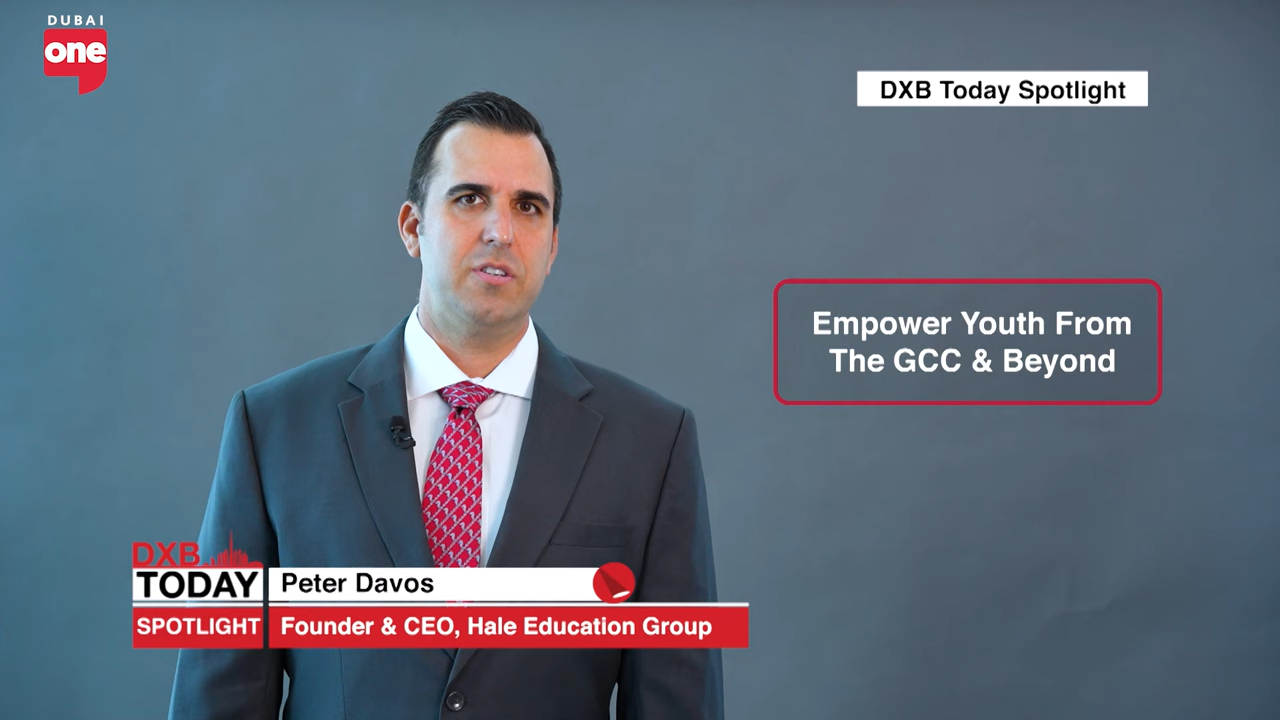 DUBAI
one
DXB Today Spotlight
Empower Youth From
The GCC & Beyond
DXB
TODAY
Peter Davos
SPOTLIGHT
Founder & CEO, Hale Education Group